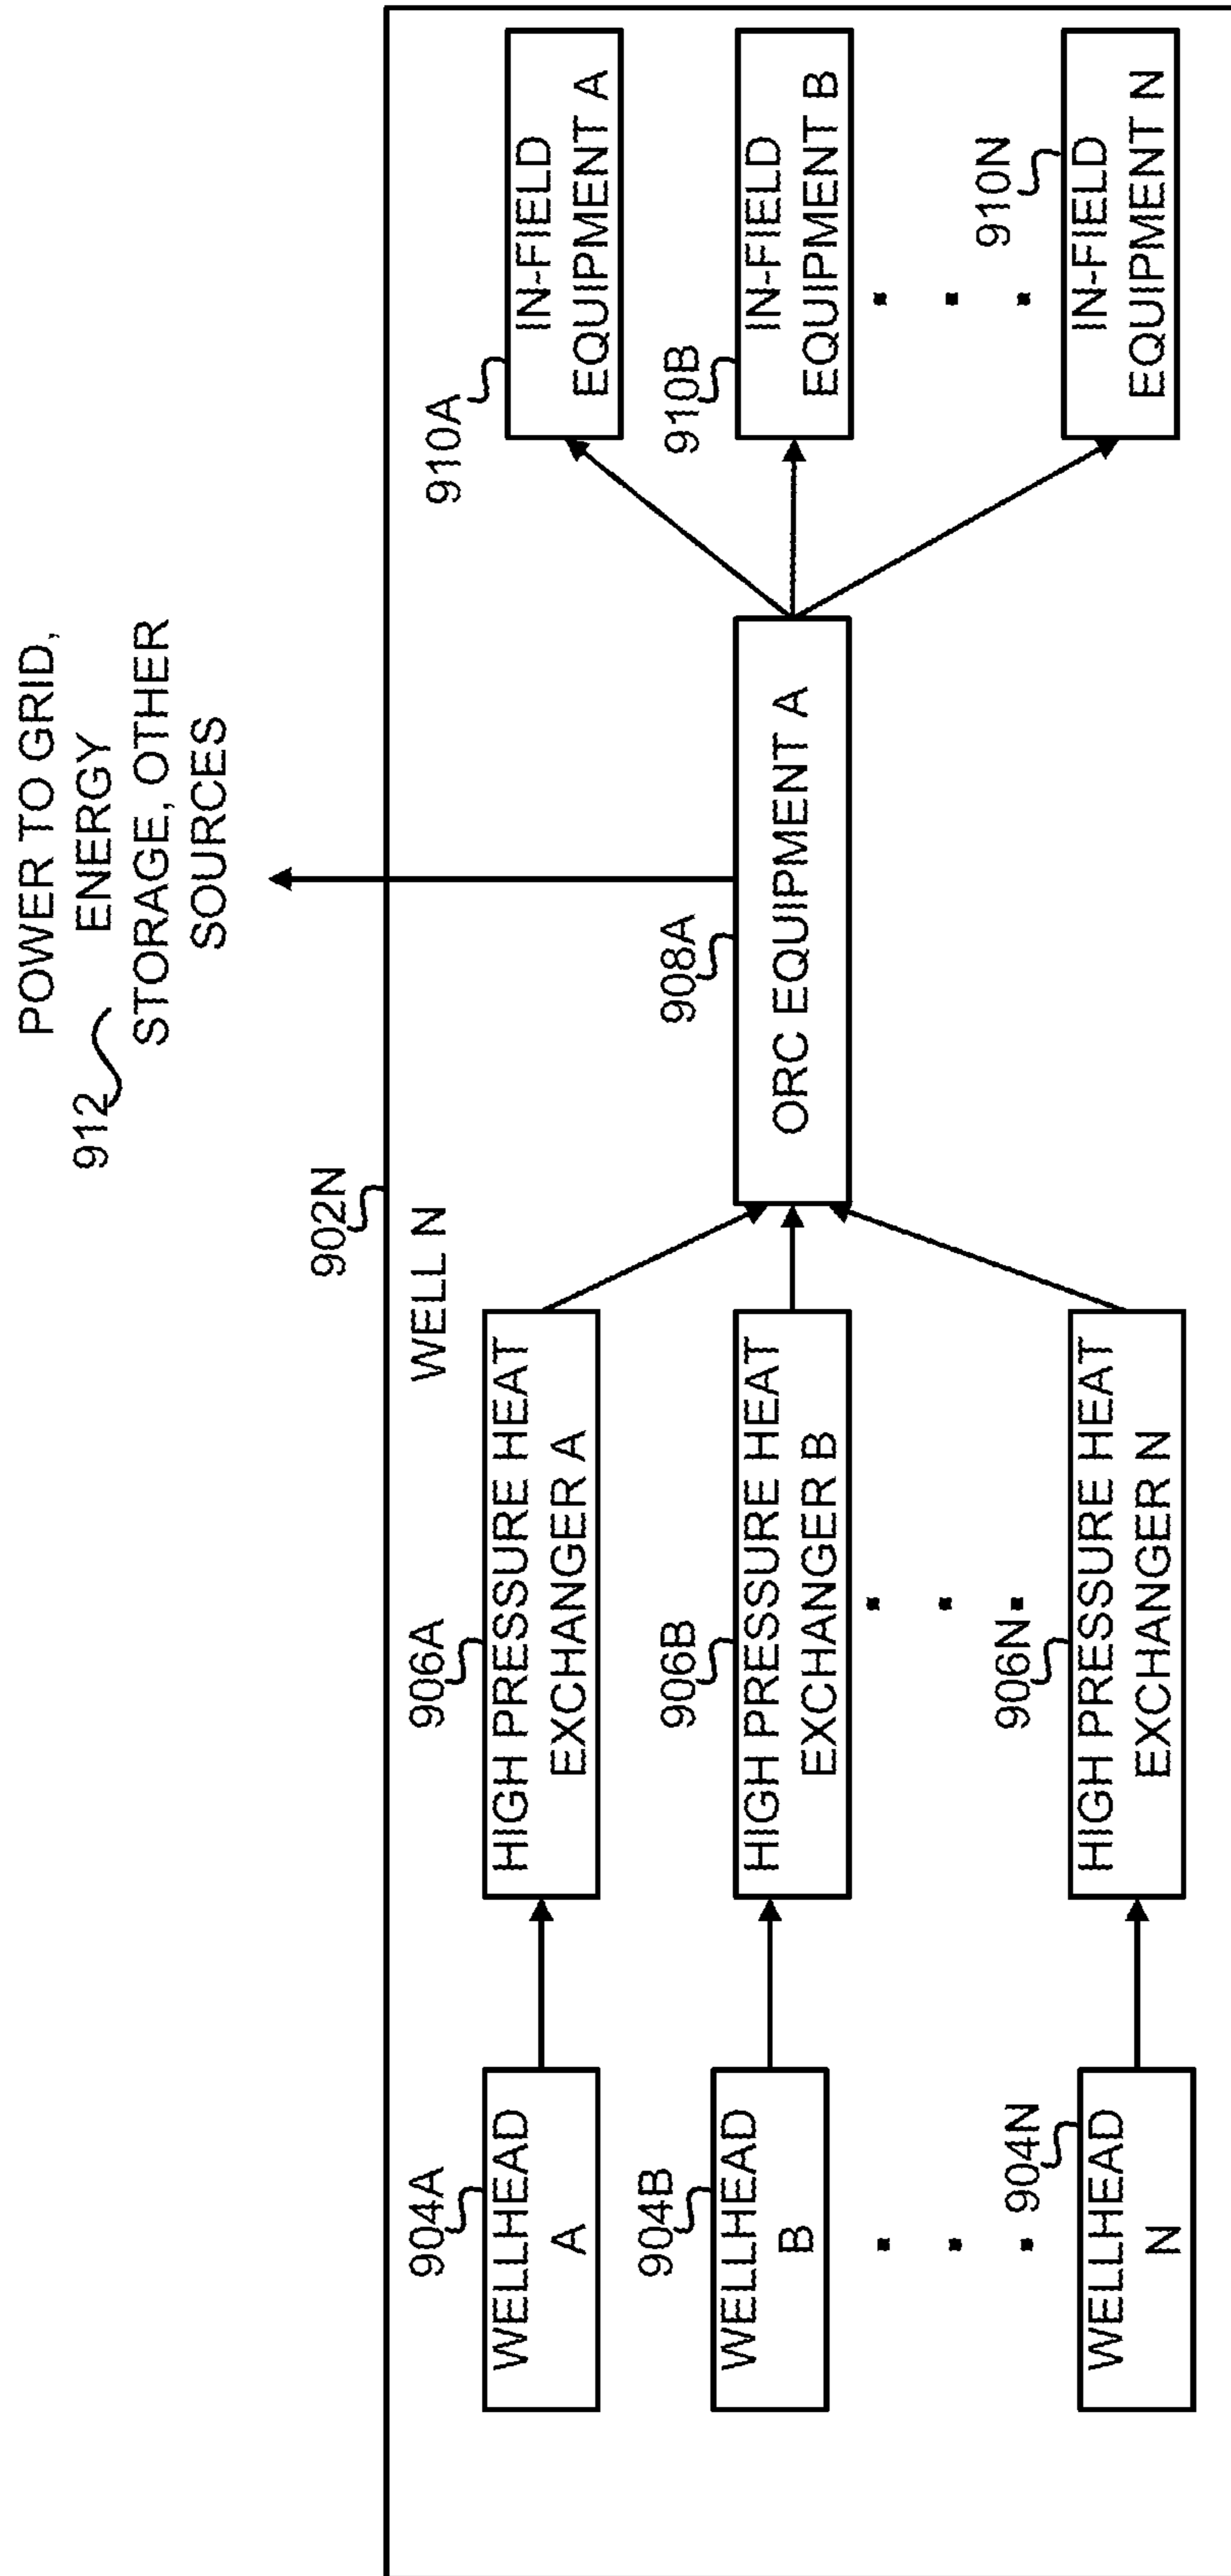 POWER TO GRID,
912 ENERGY
STORAGE, OTHER
SOURCES
902N
WELL N
904A
WELLHEAD
A
906A
HIGH PRESSURE HEAT
EXCHANGER A
910A
IN-FIELD
EQUIPMENT A
904B
WELLHEAD
B
906B
HIGH PRESSURE HEAT
EXCHANGER B
908A
ORC EQUIPMENT A
910B
IN-FIELD
EQUIPMENT B
904N
WELLHEAD
N
906N
HIGH PRESSURE HEAT
EXCHANGER N
910N
IN-FIELD
EQUIPMENT N